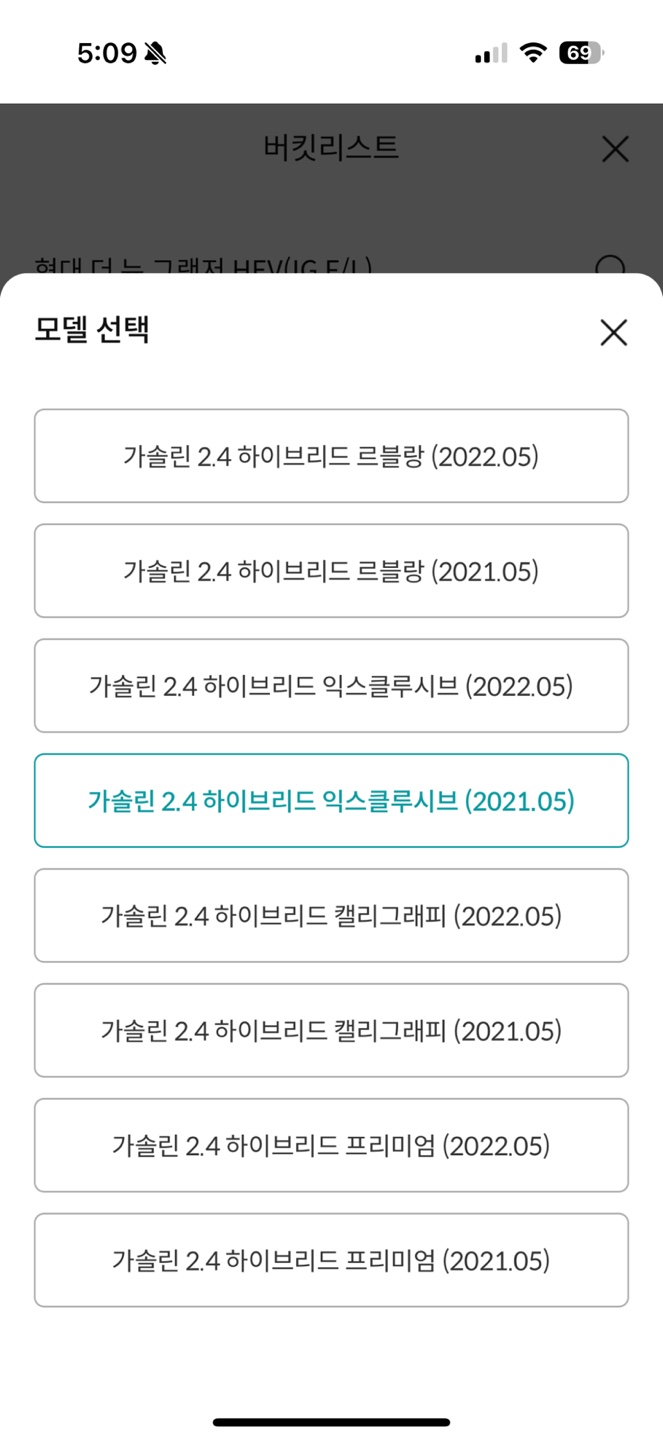 5:09
69
버킷리스트
현대 더 뉴 그랜저 HEV(IG F/L)
모델 선택
가솔린 2.4 하이브리드 르블랑 (2022.05)
가솔린 2.4 하이브리드 르블랑 (2021.05)
가솔린 2.4 하이브리드 익스클루시브 (2022.05)
가솔린 2.4 하이브리드 익스클루시브 (2021.05)
가솔린 2.4 하이브리드 캘리그래피 (2022.05)
가솔린 2.4 하이브리드 캘리그래피 (2021.05)
가솔린 2.4 하이브리드 프리미엄 (2022.05)
가솔린 2.4 하이브리드 프리미엄 (2021.05)